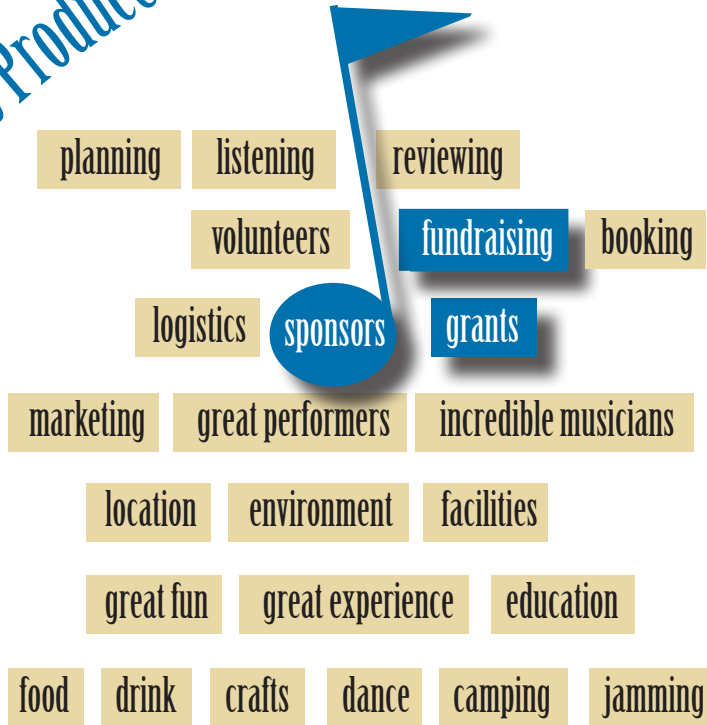 planning listening reviewing
volunteers fundraising booking
logistics sponsors grants
marketing great performers incredible musicians
location environment facilities
great fun great experience education
food drink crafts dance camping jamming